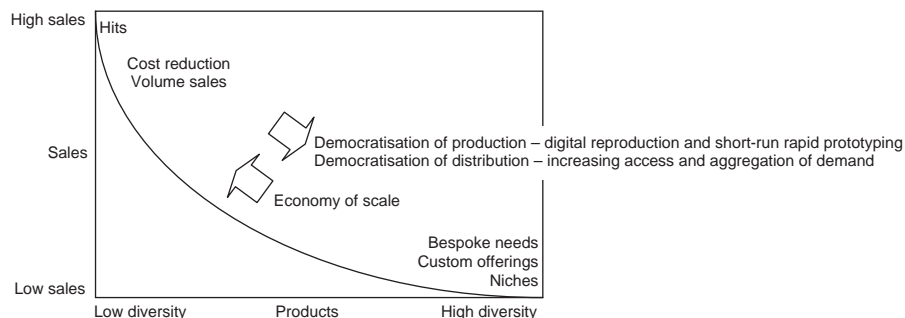 High sales
Hits
Cost reduction
Volume sales
Democratisation of production – digital reproduction and short-run rapid prototyping
Sales
Democratisation of distribution – increasing access and aggregation of demand
Economy of scale
Bespoke needs
Custom offerings
Niches
Low sales
Low diversity
Products
High diversity